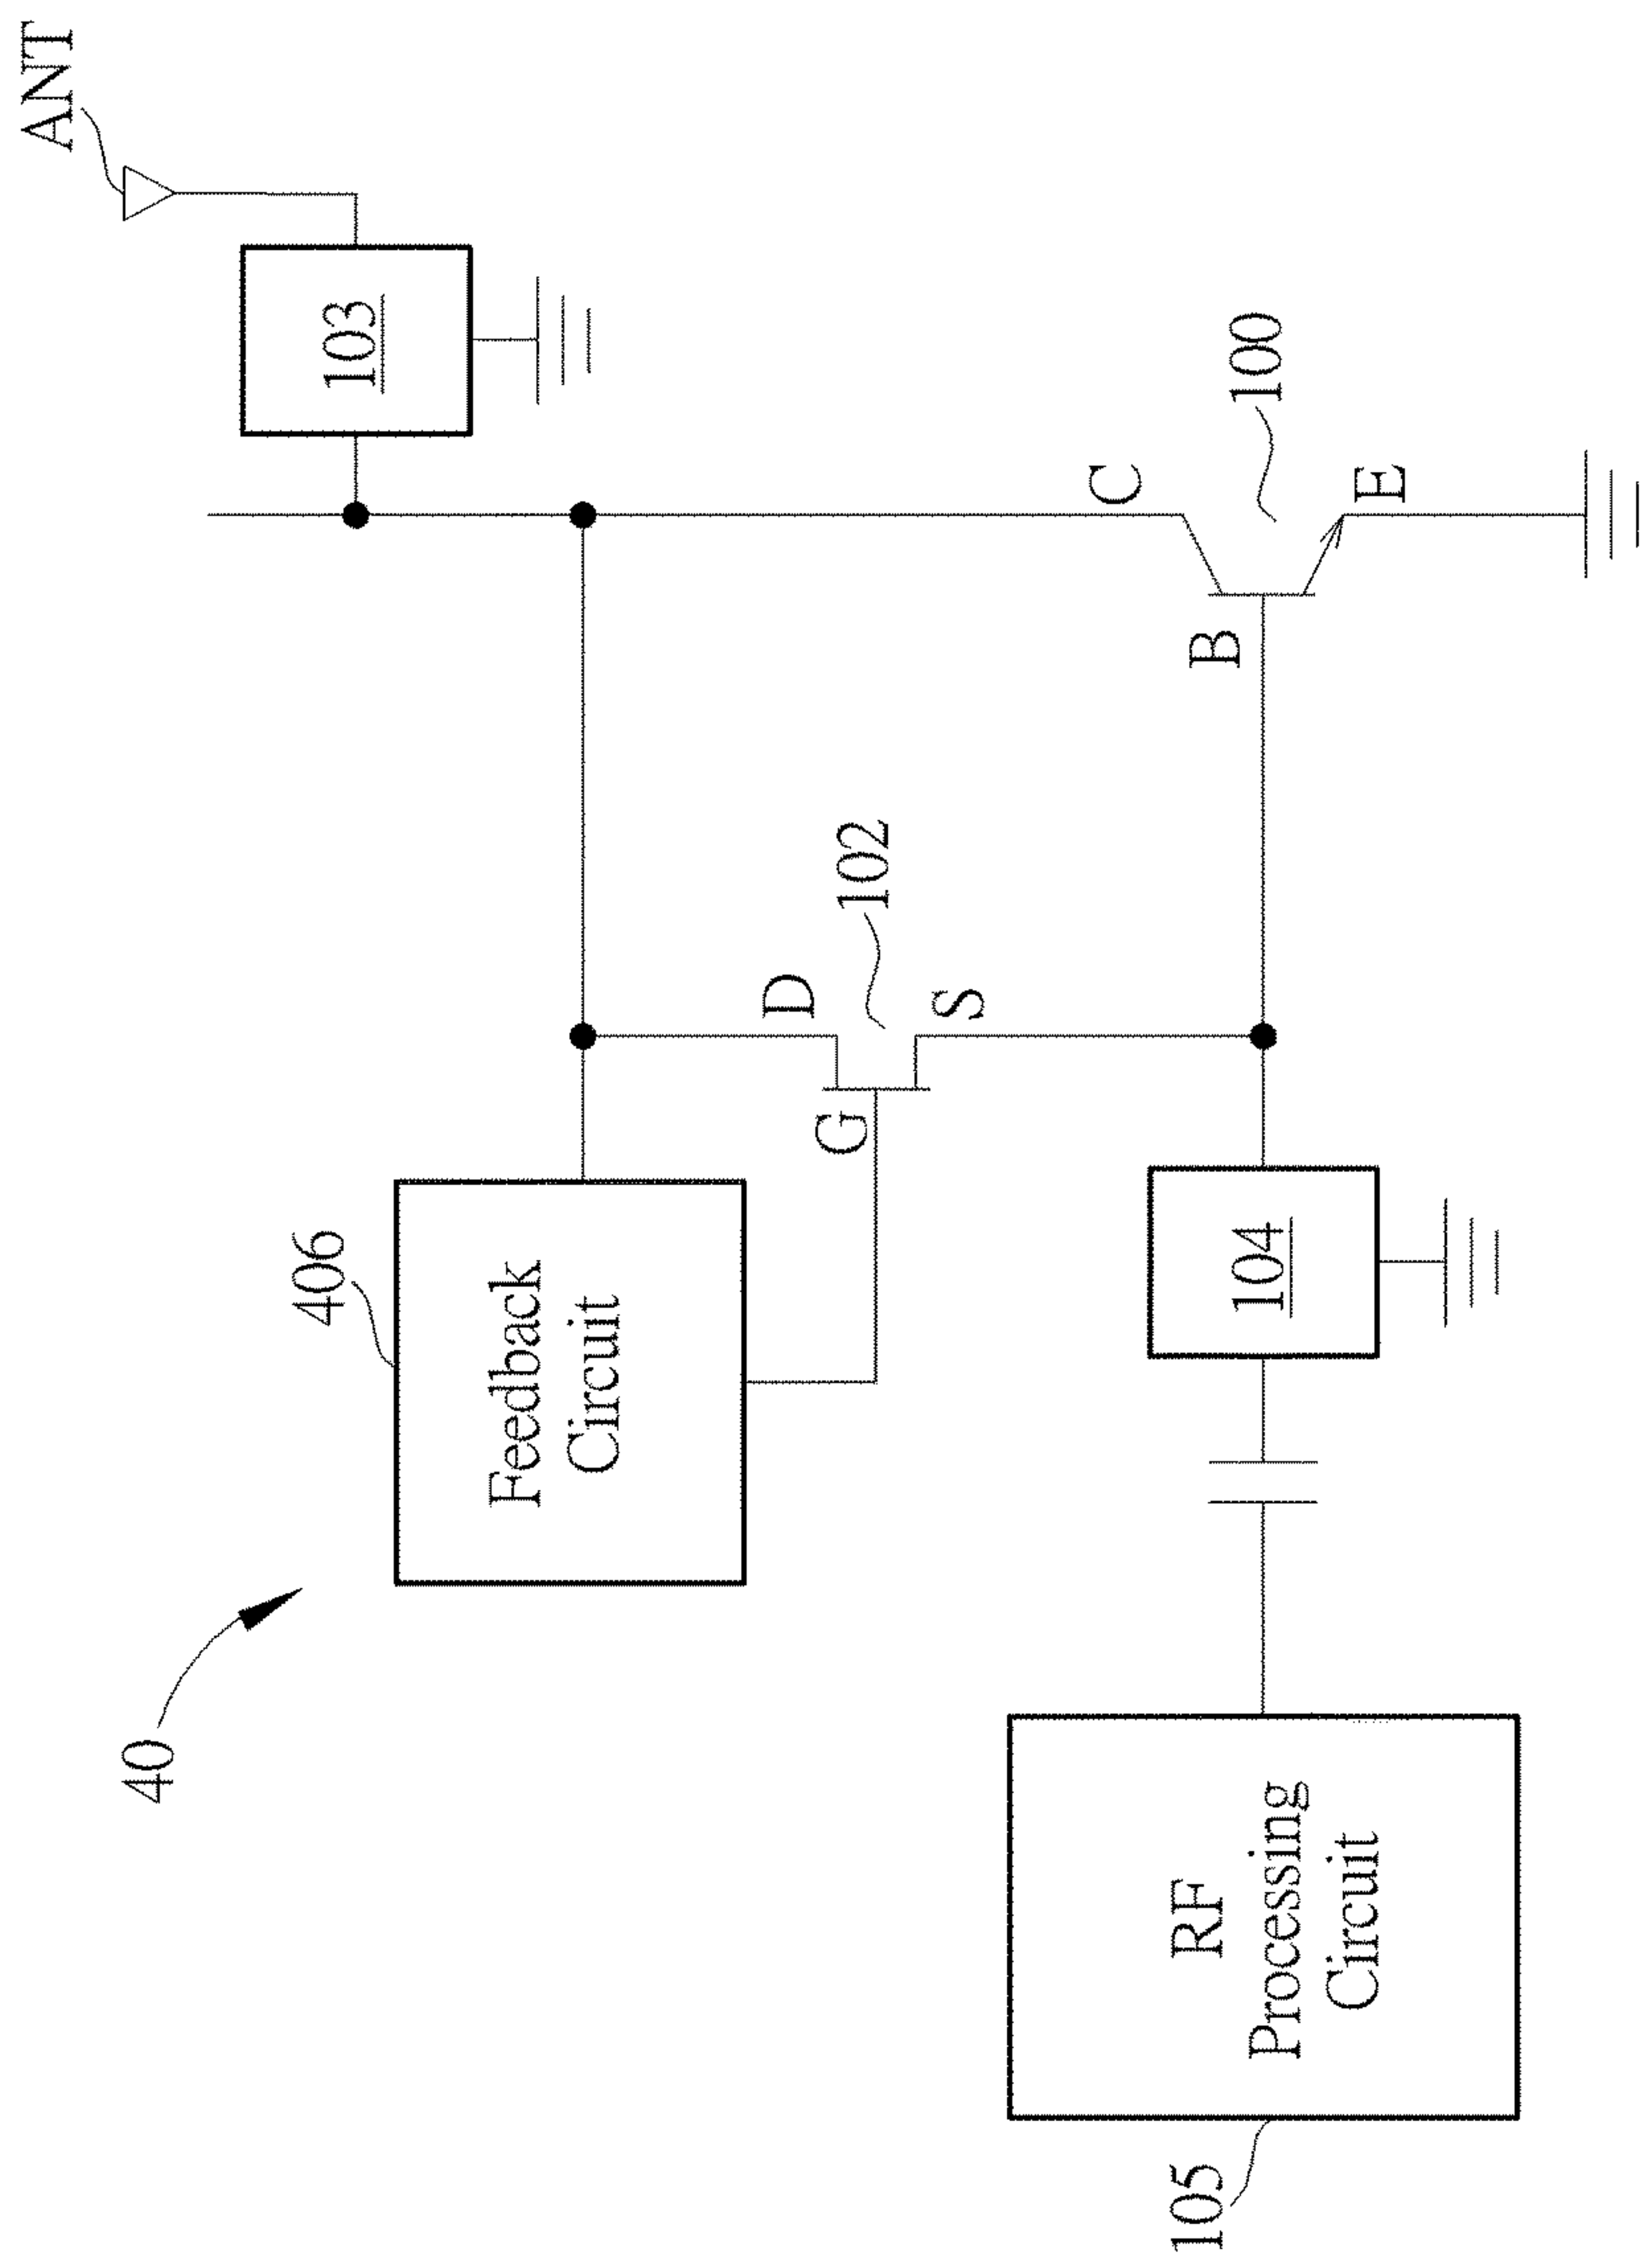 40
406
Feedback
Circuit
ANT
103
D
102
G
S
C
100
B
E
104
RF
Processing
Circuit
105